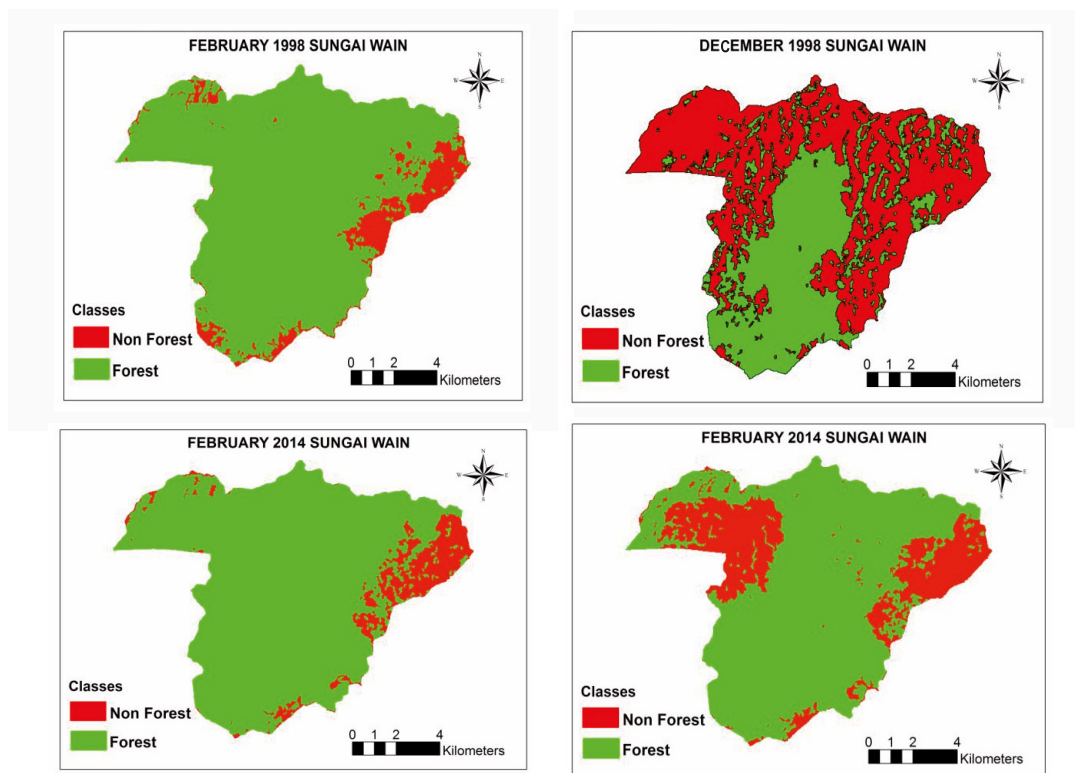 FEBRUARY 1998 SUNGAI WAIN
N
W E
S
Classes
Non Forest
Forest
0 1 2 4
Kilometers
DECEMBER 1998 SUNGAI WAIN
N
W E
S
Classes
Non Forest
Forest
0 1 2 4
Kilometers
FEBRUARY 2014 SUNGAI WAIN
N
W E
S
Classes
Non Forest
Forest
0 1 2 4
Kilometers
FEBRUARY 2014 SUNGAI WAIN
N
W E
S
Classes
Non Forest
Forest
0 1 2 4
Kilometers